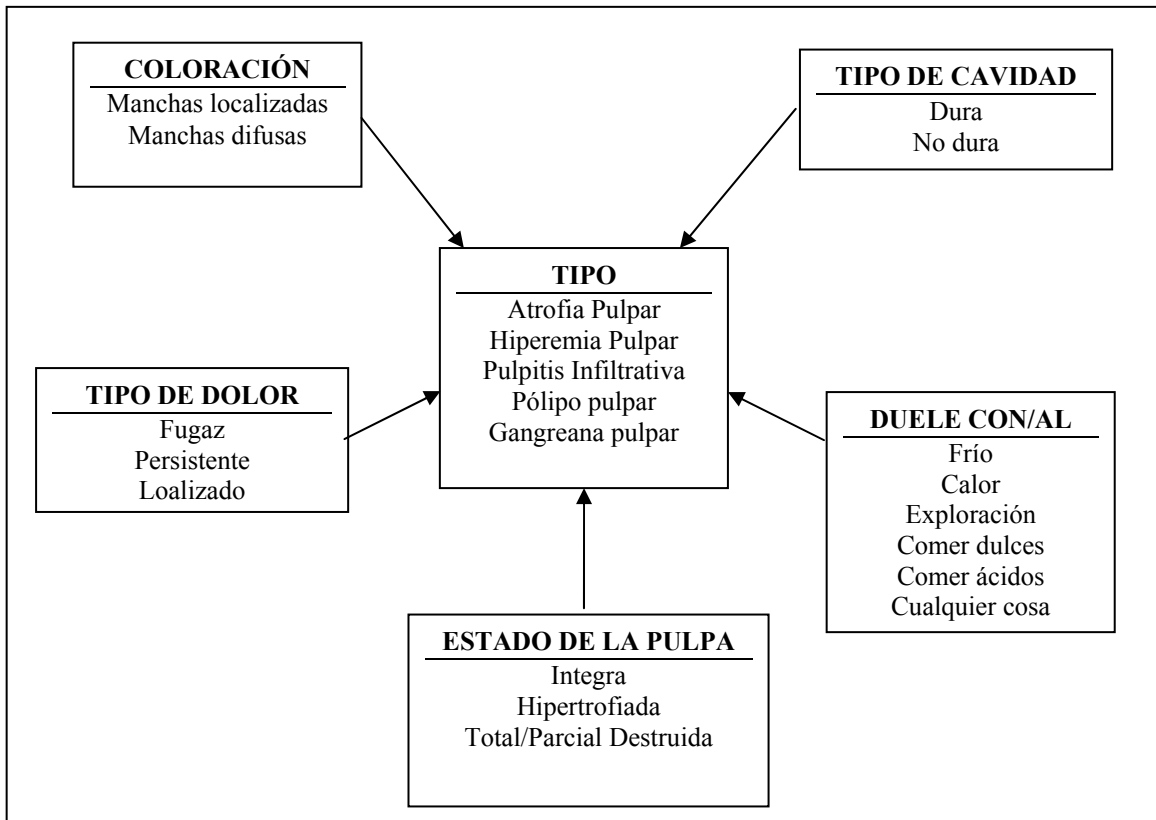 COLORACIÓN
Manchas localizadas
Manchas difusas
TIPO DE CAVIDAD
Dura
No dura
TIPO
Atrofia Pulpar
Hiperemia Pulpar
Pulpitis Infiltrativa
Pólipo pulpar
Gangreana pulpar
TIPO DE DOLOR
Fugaz
Persistente
Loalizado
DUELE CON/AL
Frío
Calor
Exploración
Comer dulces
Comer ácidos
Cualquier cosa
ESTADO DE LA PULPA
Integra
Hipertrofiada
Total/Parcial Destruida